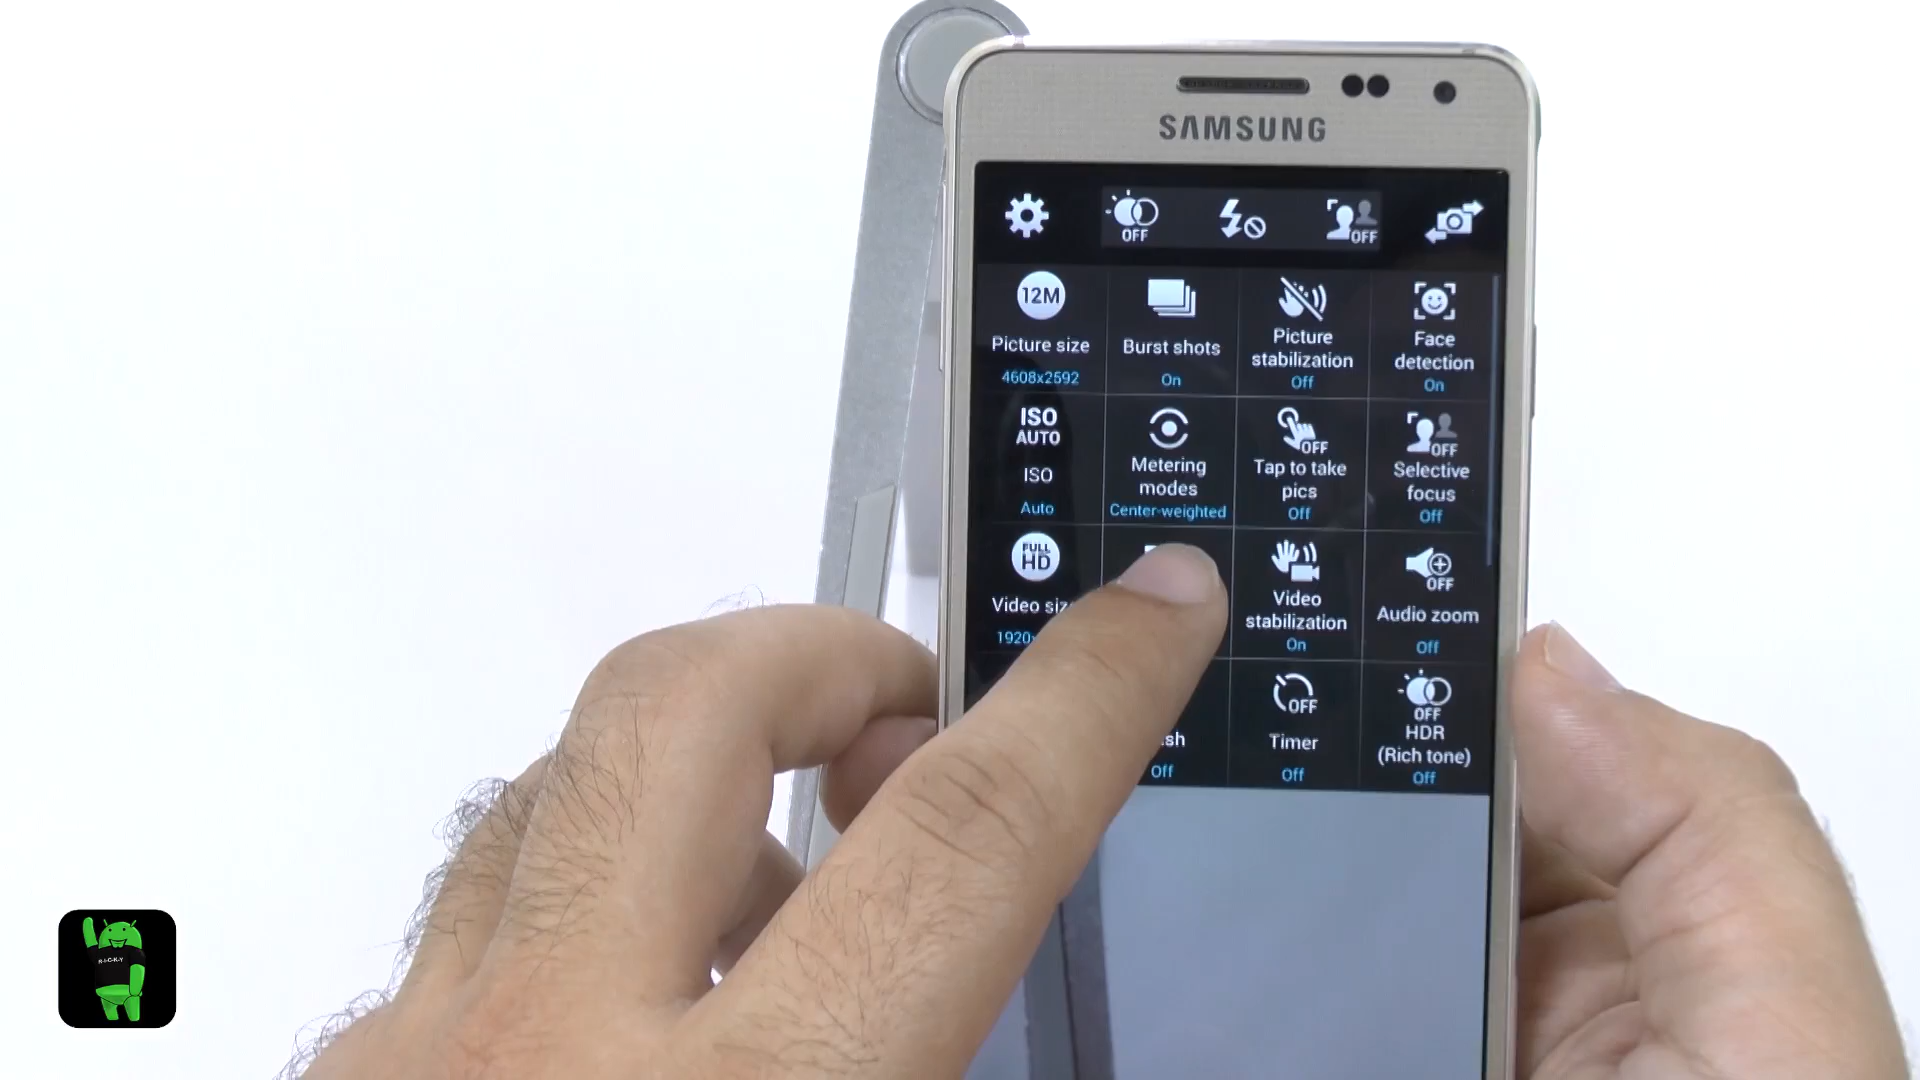 SAMSUNG
OFF
OFF
12M
Picture size
4608x2592
Burst shots
On
Picture
stabilization
Off
Face
detection
On
ISO
AUTO
ISO
Auto
Metering
modes
Center-weighted
OFF
Tap to take
pics
Off
OFF
Selective
focus
Off
FULL
HD
Video
Video
stabilization
On
OFF
Audio zoom
Off
Off
OFF
Timer
Off
OFF
HDR
(Rich tone)
Off
R-I-C-K-Y